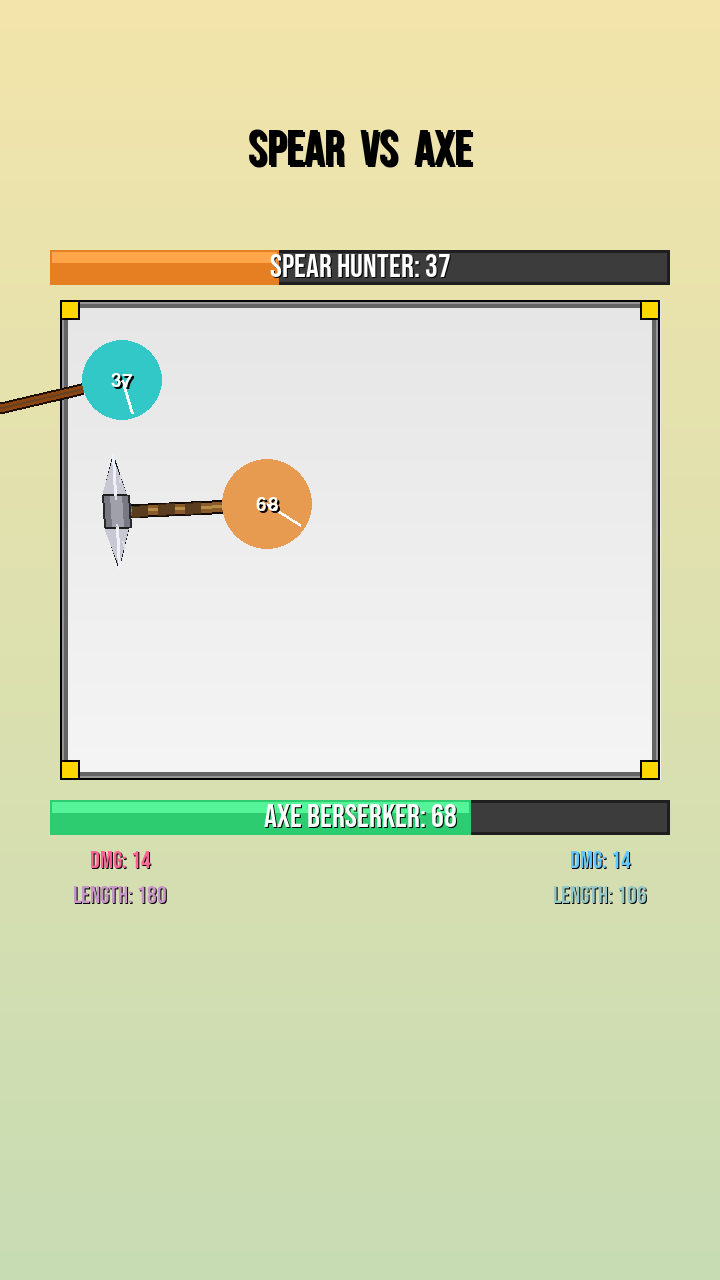 SPEAR VS AXE
SPEAR HUNTER: 37
37
68
AXE BERSERKER: 68
DMG: 14
DMG: 14
LENGTH: 180
LENGTH: 106